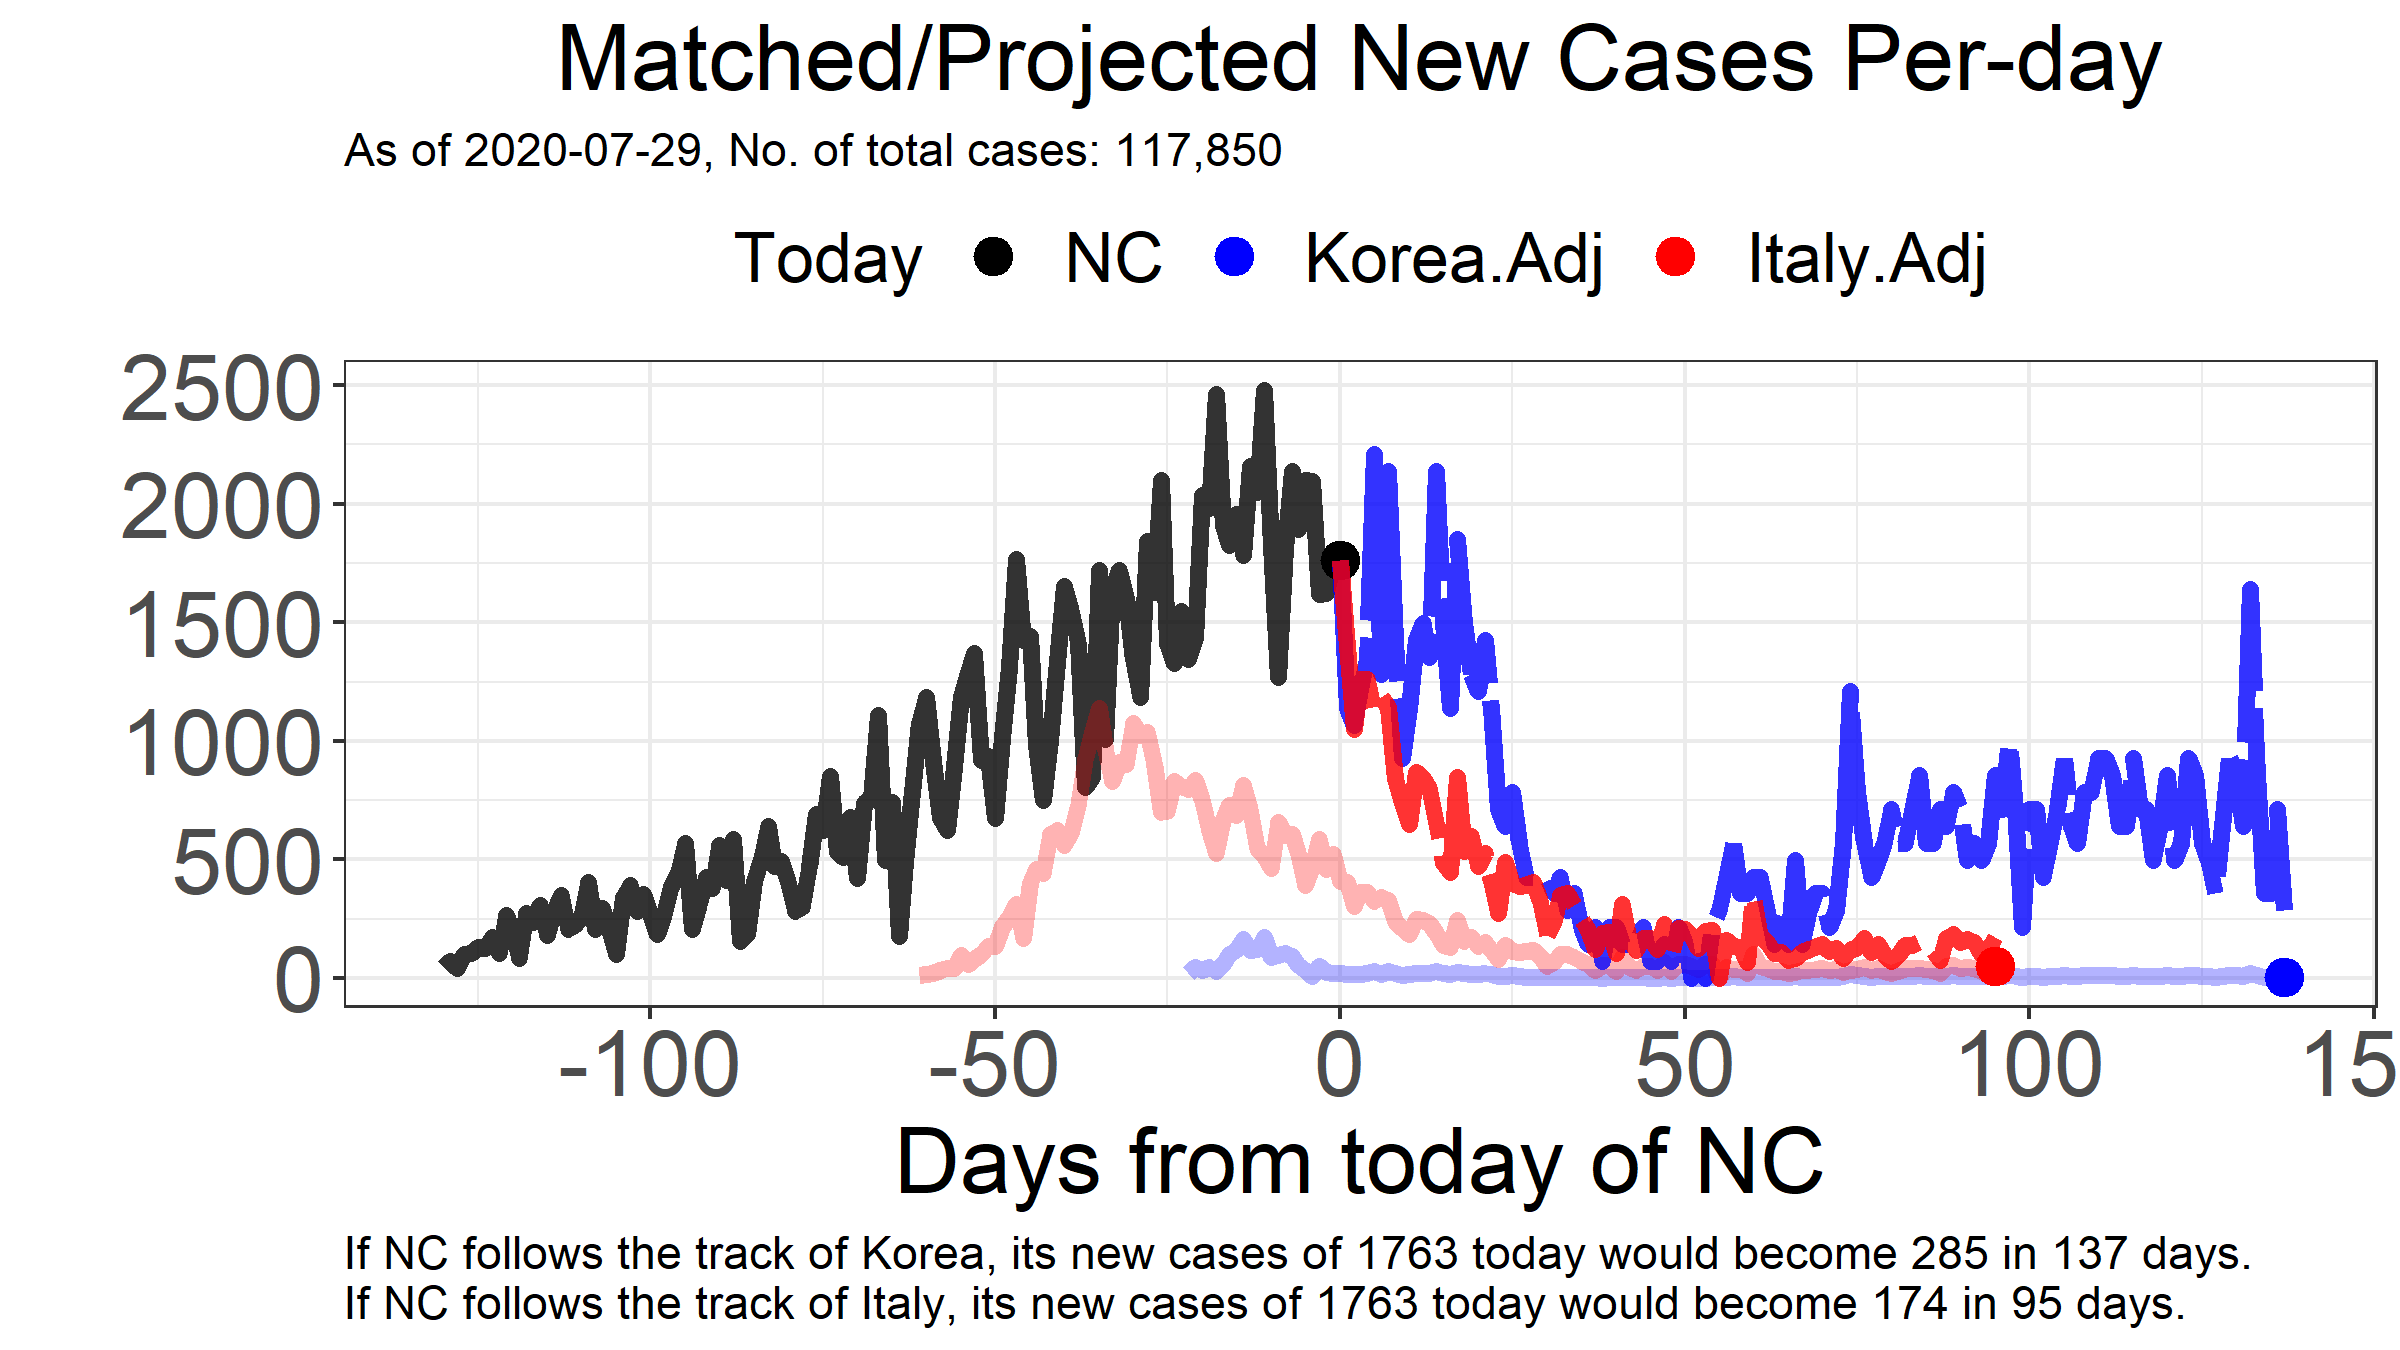 Matched/Projected New Cases Per-day
As of 2020-07-29, No. of total cases: 117,850
Today NC Korea.Adj Italy.Adj
2500
2000
1500
1000
500
0
-100 -50 0 50 100 15
Days from today of NC
If NC follows the track of Korea, its new cases of 1763 today would become 285 in 137 days.
If NC follows the track of Italy, its new cases of 1763 today would become 174 in 95 days.